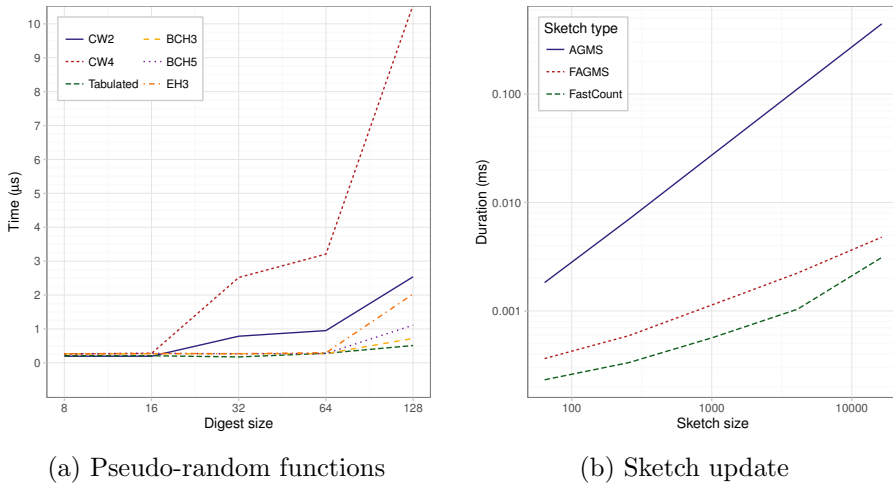 10
9
8
7
6
5
4
3
2
1
0
Time (µs)
CW2
CW4
Tabulated
BCH3
BCH5
EH3
8
16
32
64
128
Digest size
(a) Pseudo-random functions
Sketch type
AGMS
FAGMS
FastCount
0.100
0.010
0.001
Duration (ms)
100
1000
10000
Sketch size
(b) Sketch update